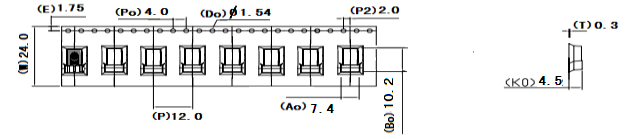 (E)1.75
(Po)4.0
(Do)φ1.54
(P2)2.0
(T)0.3
(W)24.0
(P)12.0
(Ao)7.4
(Bo)10.2
(K0)4.5